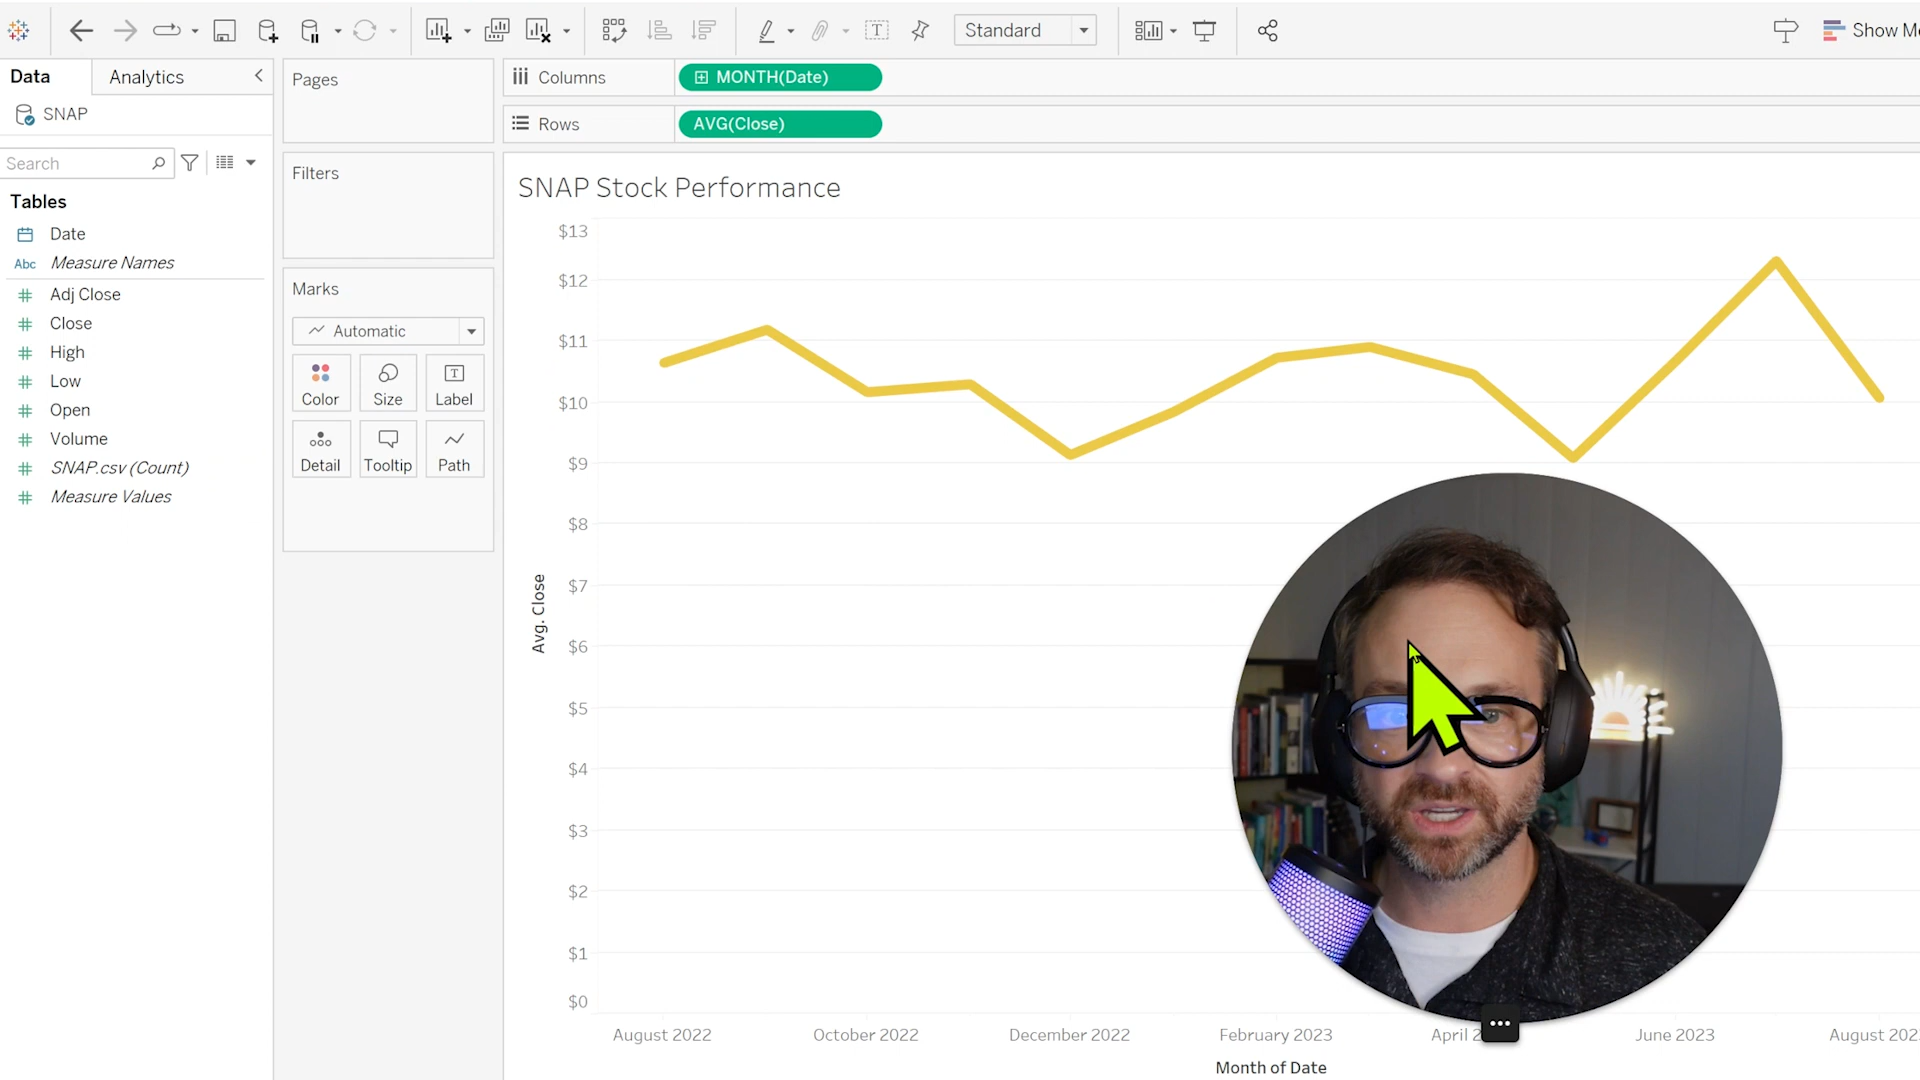 Standard
Show M
Data
Analytics
SNAP
Search
Tables
Date
Abc Measure Names
Adj Close
Close
High
Low
Open
Volume
SNAP.csv (Count)
Measure Values
Pages
Filters
Marks
Automatic
Color
Size
T
Label
Detail
Tooltip
Path
Columns
MONTH(Date)
Rows
AVG(Close)
SNAP Stock Performance
$13
$12
$11
$10
$9
$8
$7
$6
$5
$4
$3
$2
$1
$0
Avg. Close
August 2022
October 2022
December 2022
February 2023
April 2
June 2023
August 202
Month of Date